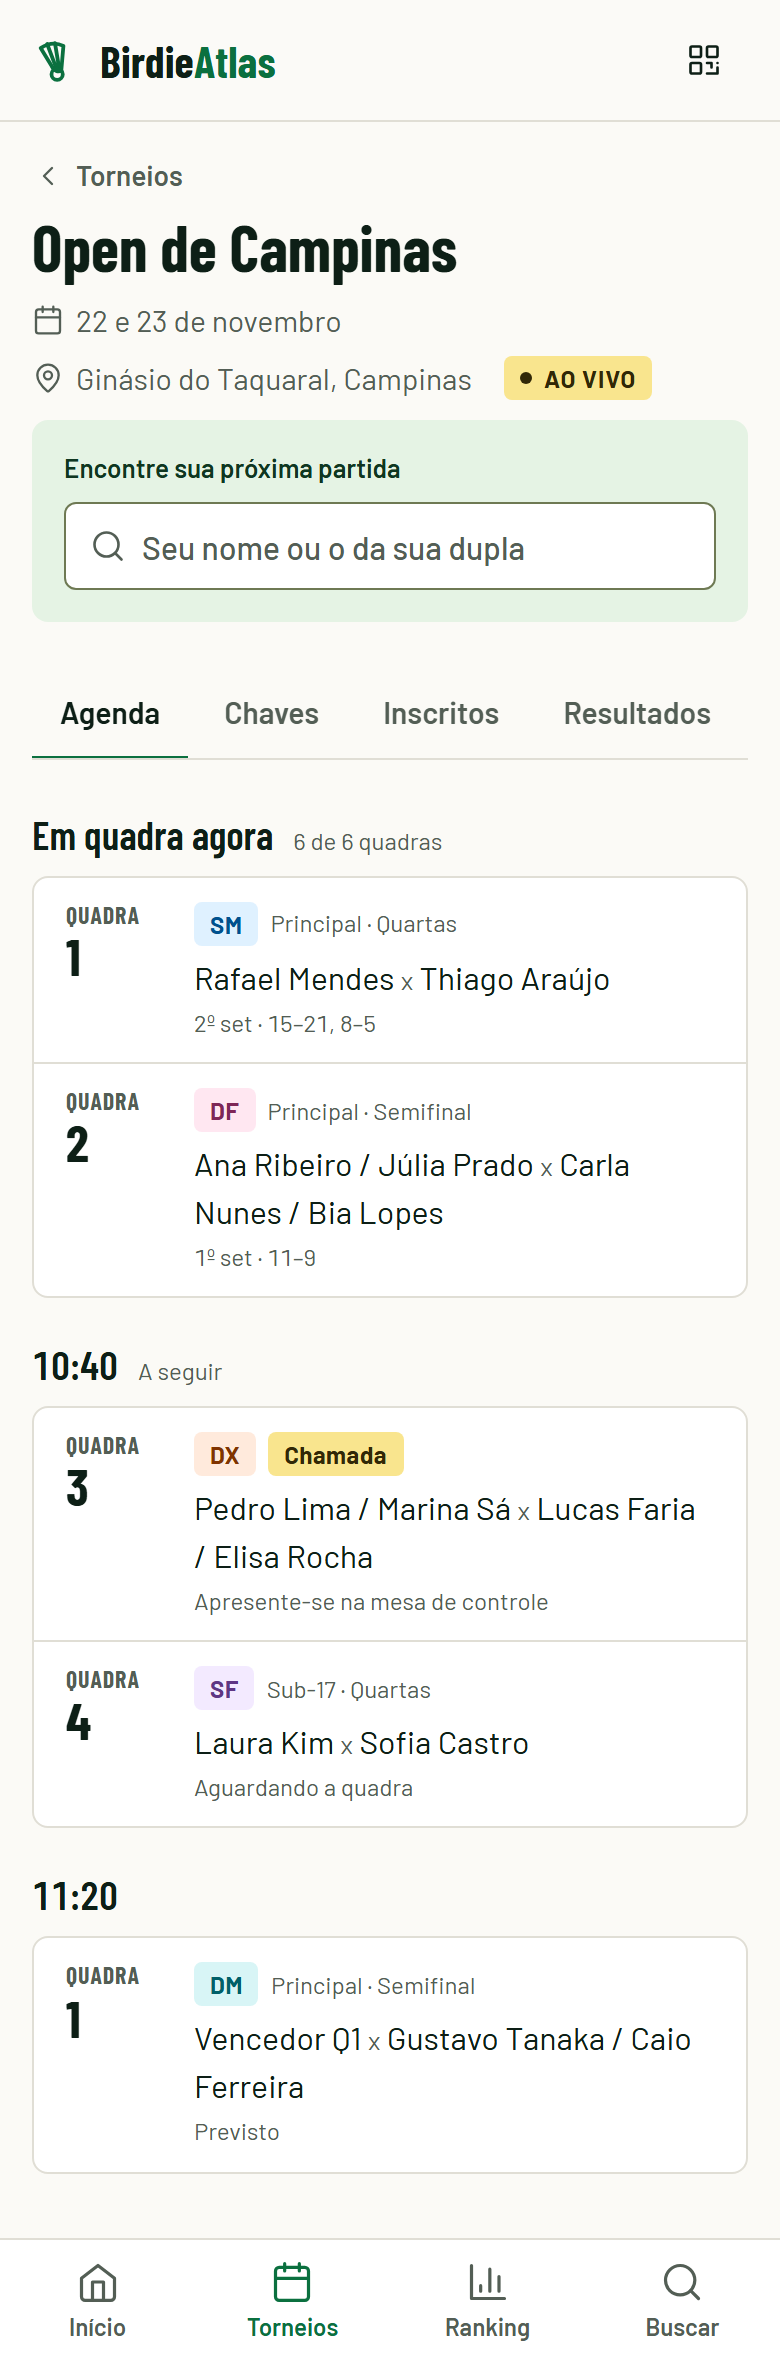 BirdieAtlas
Torneios
Open de Campinas
22 e 23 de novembro
Ginásio do Taquaral, Campinas
AO VIVO
Encontre sua próxima partida
Seu nome ou o da sua dupla
Agenda Chaves Inscritos Resultados
Em quadra agora 6 de 6 quadras
QUADRA
1
SM Principal · Quartas
Rafael Mendes x Thiago Araújo
2º set · 15–21, 8–5
QUADRA
2
DF Principal · Semifinal
Ana Ribeiro / Júlia Prado x Carla
Nunes / Bia Lopes
1º set · 11–9
10:40 A seguir
QUADRA
3
DX Chamada
Pedro Lima / Marina Sá x Lucas Faria
/ Elisa Rocha
Apresente-se na mesa de controle
QUADRA
4
SF Sub-17 · Quartas
Laura Kim x Sofia Castro
Aguardando a quadra
11:20
QUADRA
1
DM Principal · Semifinal
Vencedor Q1 x Gustavo Tanaka / Caio
Ferreira
Previsto
Início Torneios Ranking Buscar